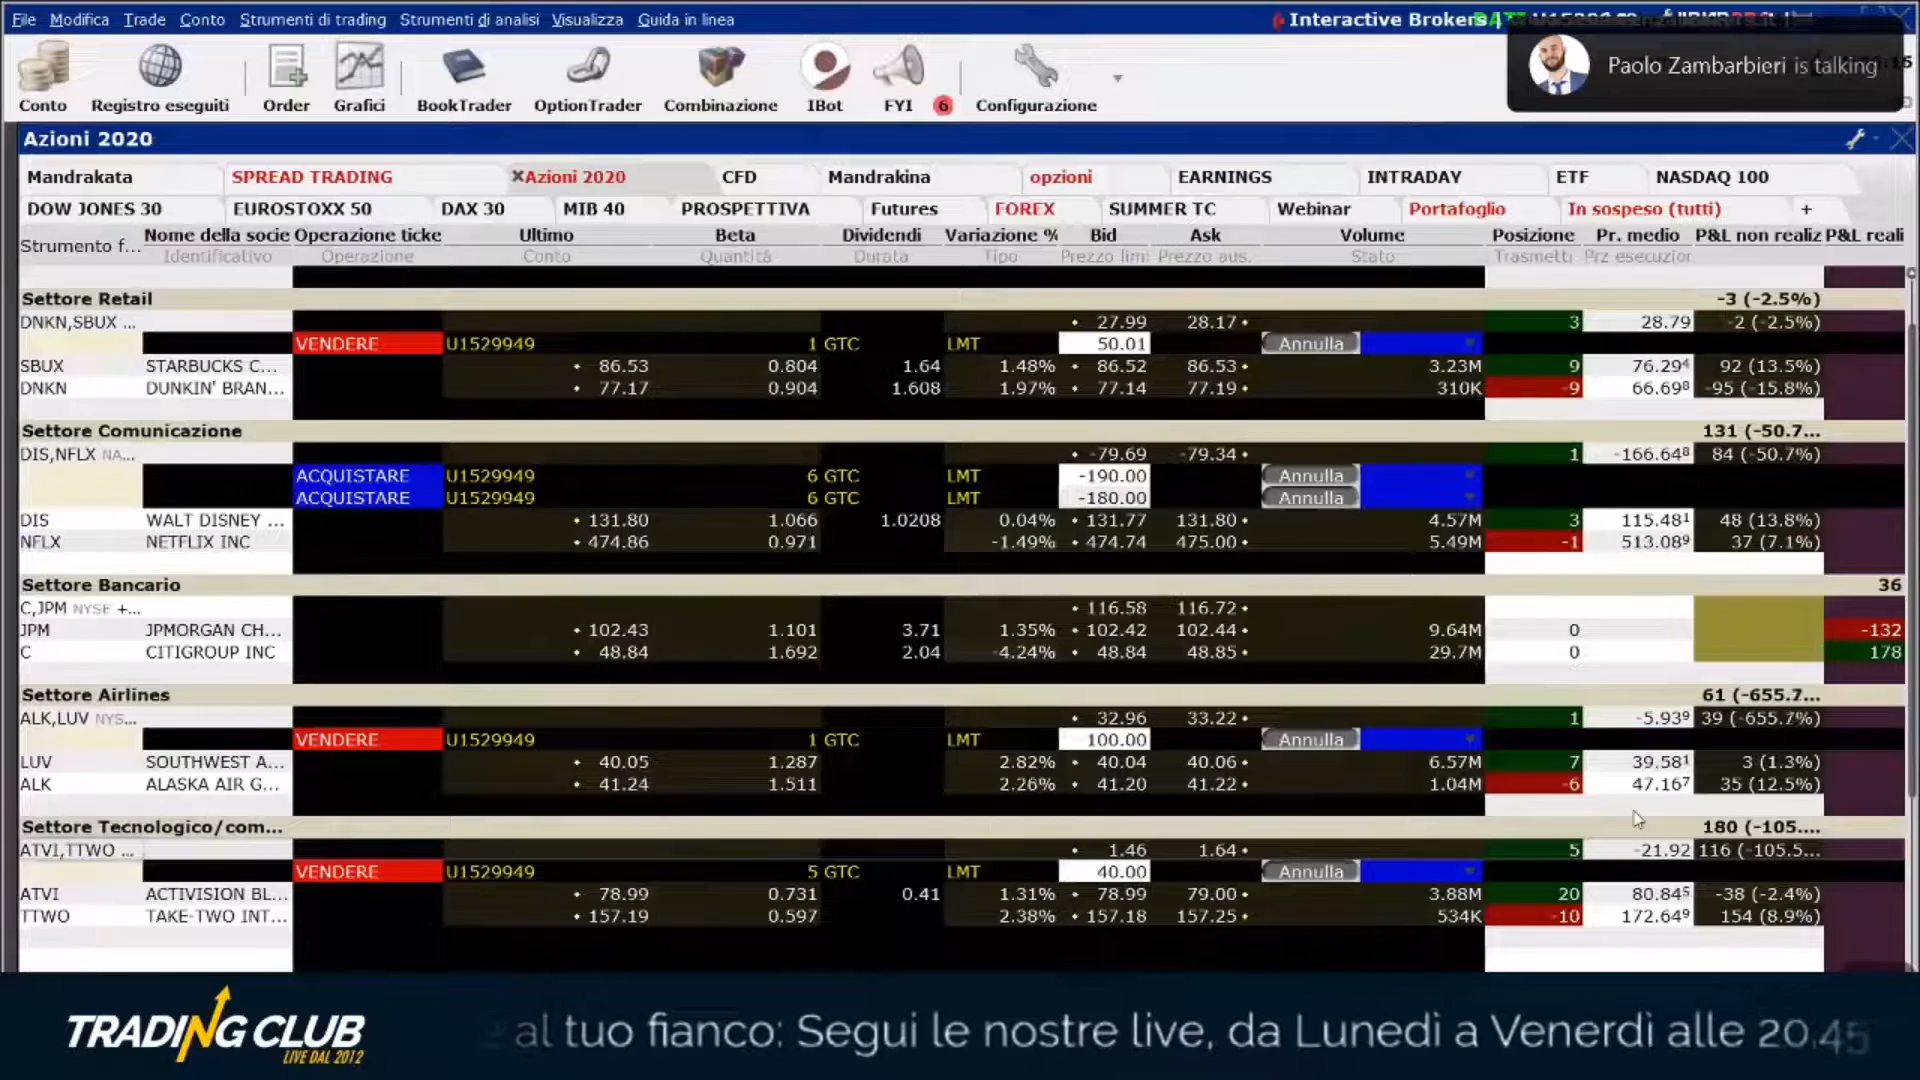 File Modifica Trade Conto Strumenti di trading Strumenti di analisi Visualizza Guida in linea
Interactive Brokers
Paolo Zambarbieri is talking
Conto Registro eseguiti Order Grafici BookTrader OptionTrader Combinazione IBot FYI 6 Configurazione
Azioni 2020
Mandrakata SPREAD TRADING Azioni 2020 CFD Mandrakina opzioni EARNINGS INTRADAY ETF NASDAQ 100
DOW JONES 30 EUROSTOXX 50 DAX 30 MIB 40 PROSPETTIVA Futures FOREX SUMMER TC Webinar Portafoglio In sospeso (tutti) +
Strumento f... Nome della socie Operazione ticke Ultimo Beta Dividendi Variazione % Bid Ask Volume Posizione Pr. medio P&L non realiz P&L reali
Identificativo Operazione Conto Quantità Durata Tipo Prezzo limi Prezzo aus. Stato Trasmetti Prz esecuzior
Settore Retail -3 (-2.5%)
DNKN,SBUX ... 27.99 28.17 3 28.79 -2 (-2.5%)
VENDERE U1529949 1 GTC LMT 50.01 Annulla
SBUX STARBUCKS C... 86.53 0.804 1.64 1.48% 86.52 86.53 3.23M 9 76.29⁴ 92 (13.5%)
DNKN DUNKIN' BRAN... 77.17 0.904 1.608 1.97% 77.14 77.19 310K -9 66.69⁸ -95 (-15.8%)
Settore Comunicazione 131 (-50.7...
DIS,NFLX NA... -79.69 -79.34 1 -166.64⁸ 84 (-50.7%)
ACQUISTARE U1529949 6 GTC LMT -190.00 Annulla
ACQUISTARE U1529949 6 GTC LMT -180.00 Annulla
DIS WALT DISNEY ... 131.80 1.066 1.0208 0.04% 131.77 131.80 4.57M 3 115.48¹ 48 (13.8%)
NFLX NETFLIX INC 474.86 0.971 -1.49% 474.74 475.00 5.49M -1 513.08⁹ 37 (7.1%)
Settore Bancario 36
C,JPM NYSE +... 116.58 116.72
JPM JPMORGAN CH... 102.43 1.101 3.71 1.35% 102.42 102.44 9.64M 0 -132
C CITIGROUP INC 48.84 1.692 2.04 -4.24% 48.84 48.85 29.7M 0 178
Settore Airlines 61 (-655.7...
ALK,LUV NYS... 32.96 33.22 1 -5.93⁹ 39 (-655.7%)
VENDERE U1529949 1 GTC LMT 100.00 Annulla
LUV SOUTHWEST A... 40.05 1.287 2.82% 40.04 40.06 6.57M 7 39.58¹ 3 (1.3%)
ALK ALASKA AIR G... 41.24 1.511 2.26% 41.20 41.22 1.04M -6 47.16⁷ 35 (12.5%)
Settore Tecnologico/com... 180 (-105....
ATVI,TTWO ... 1.46 1.64 5 -21.92 116 (-105.5...
VENDERE U1529949 5 GTC LMT 40.00 Annulla
ATVI ACTIVISION BL... 78.99 0.731 0.41 1.31% 78.99 79.00 3.88M 20 80.84⁵ -38 (-2.4%)
TTWO TAKE-TWO INT... 157.19 0.597 2.38% 157.18 157.25 534K -10 172.64⁹ 154 (8.9%)
TRADING CLUB
LIVE DAL 2012
al tuo fianco: Segui le nostre live, da Lunedì a Venerdì alle 20.45